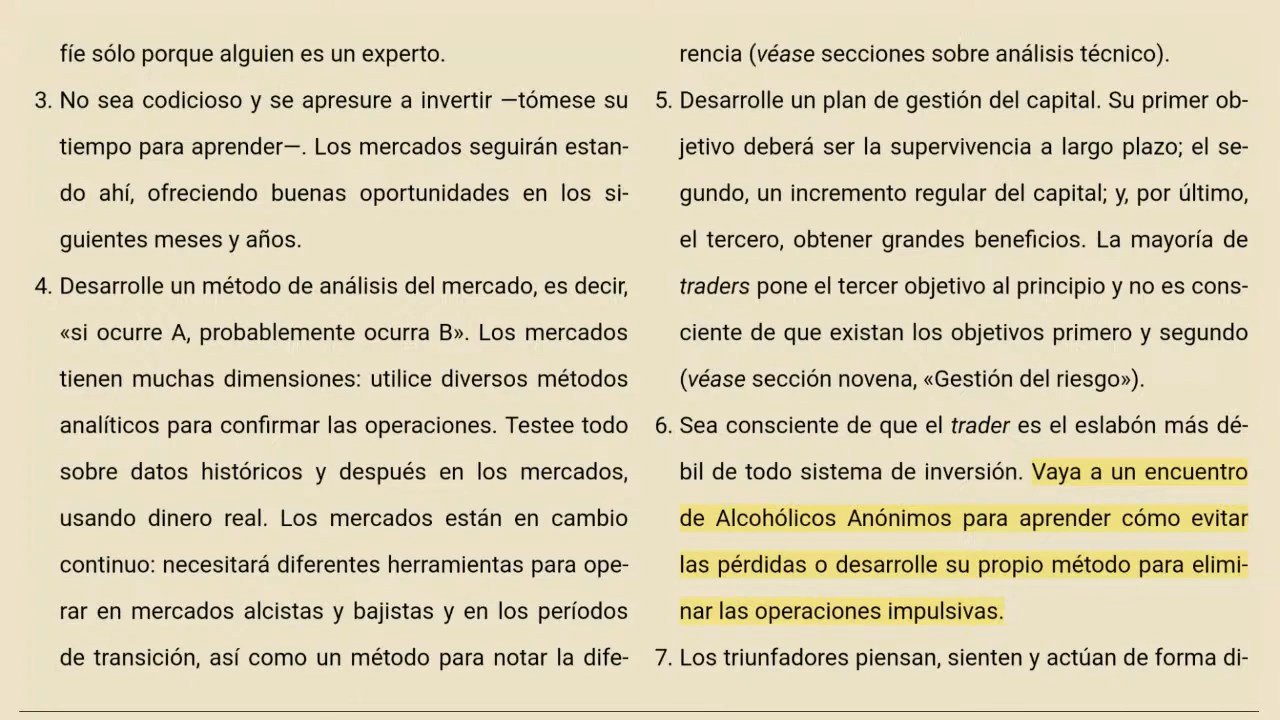 fíe sólo porque alguien es un experto.
3. No sea codicioso y se apresure a invertir —tómese su
tiempo para aprender—. Los mercados seguirán estan-
do ahí, ofreciendo buenas oportunidades en los si-
guientes meses y años.
4. Desarrolle un método de análisis del mercado, es decir,
«si ocurre A, probablemente ocurra B». Los mercados
tienen muchas dimensiones: utilice diversos métodos
analíticos para confirmar las operaciones. Testee todo
sobre datos históricos y después en los mercados,
usando dinero real. Los mercados están en cambio
continuo: necesitará diferentes herramientas para ope-
rar en mercados alcistas y bajistas y en los períodos
de transición, así como un método para notar la dife-
rencia (véase secciones sobre análisis técnico).
5. Desarrolle un plan de gestión del capital. Su primer ob-
jetivo deberá ser la supervivencia a largo plazo; el se-
gundo, un incremento regular del capital; y, por último,
el tercero, obtener grandes beneficios. La mayoría de
traders pone el tercer objetivo al principio y no es cons-
ciente de que existan los objetivos primero y segundo
(véase sección novena, «Gestión del riesgo»).
6. Sea consciente de que el trader es el eslabón más dé-
bil de todo sistema de inversión. Vaya a un encuentro
de Alcohólicos Anónimos para aprender cómo evitar
las pérdidas o desarrolle su propio método para elimi-
nar las operaciones impulsivas.
7. Los triunfadores piensan, sienten y actúan de forma di-